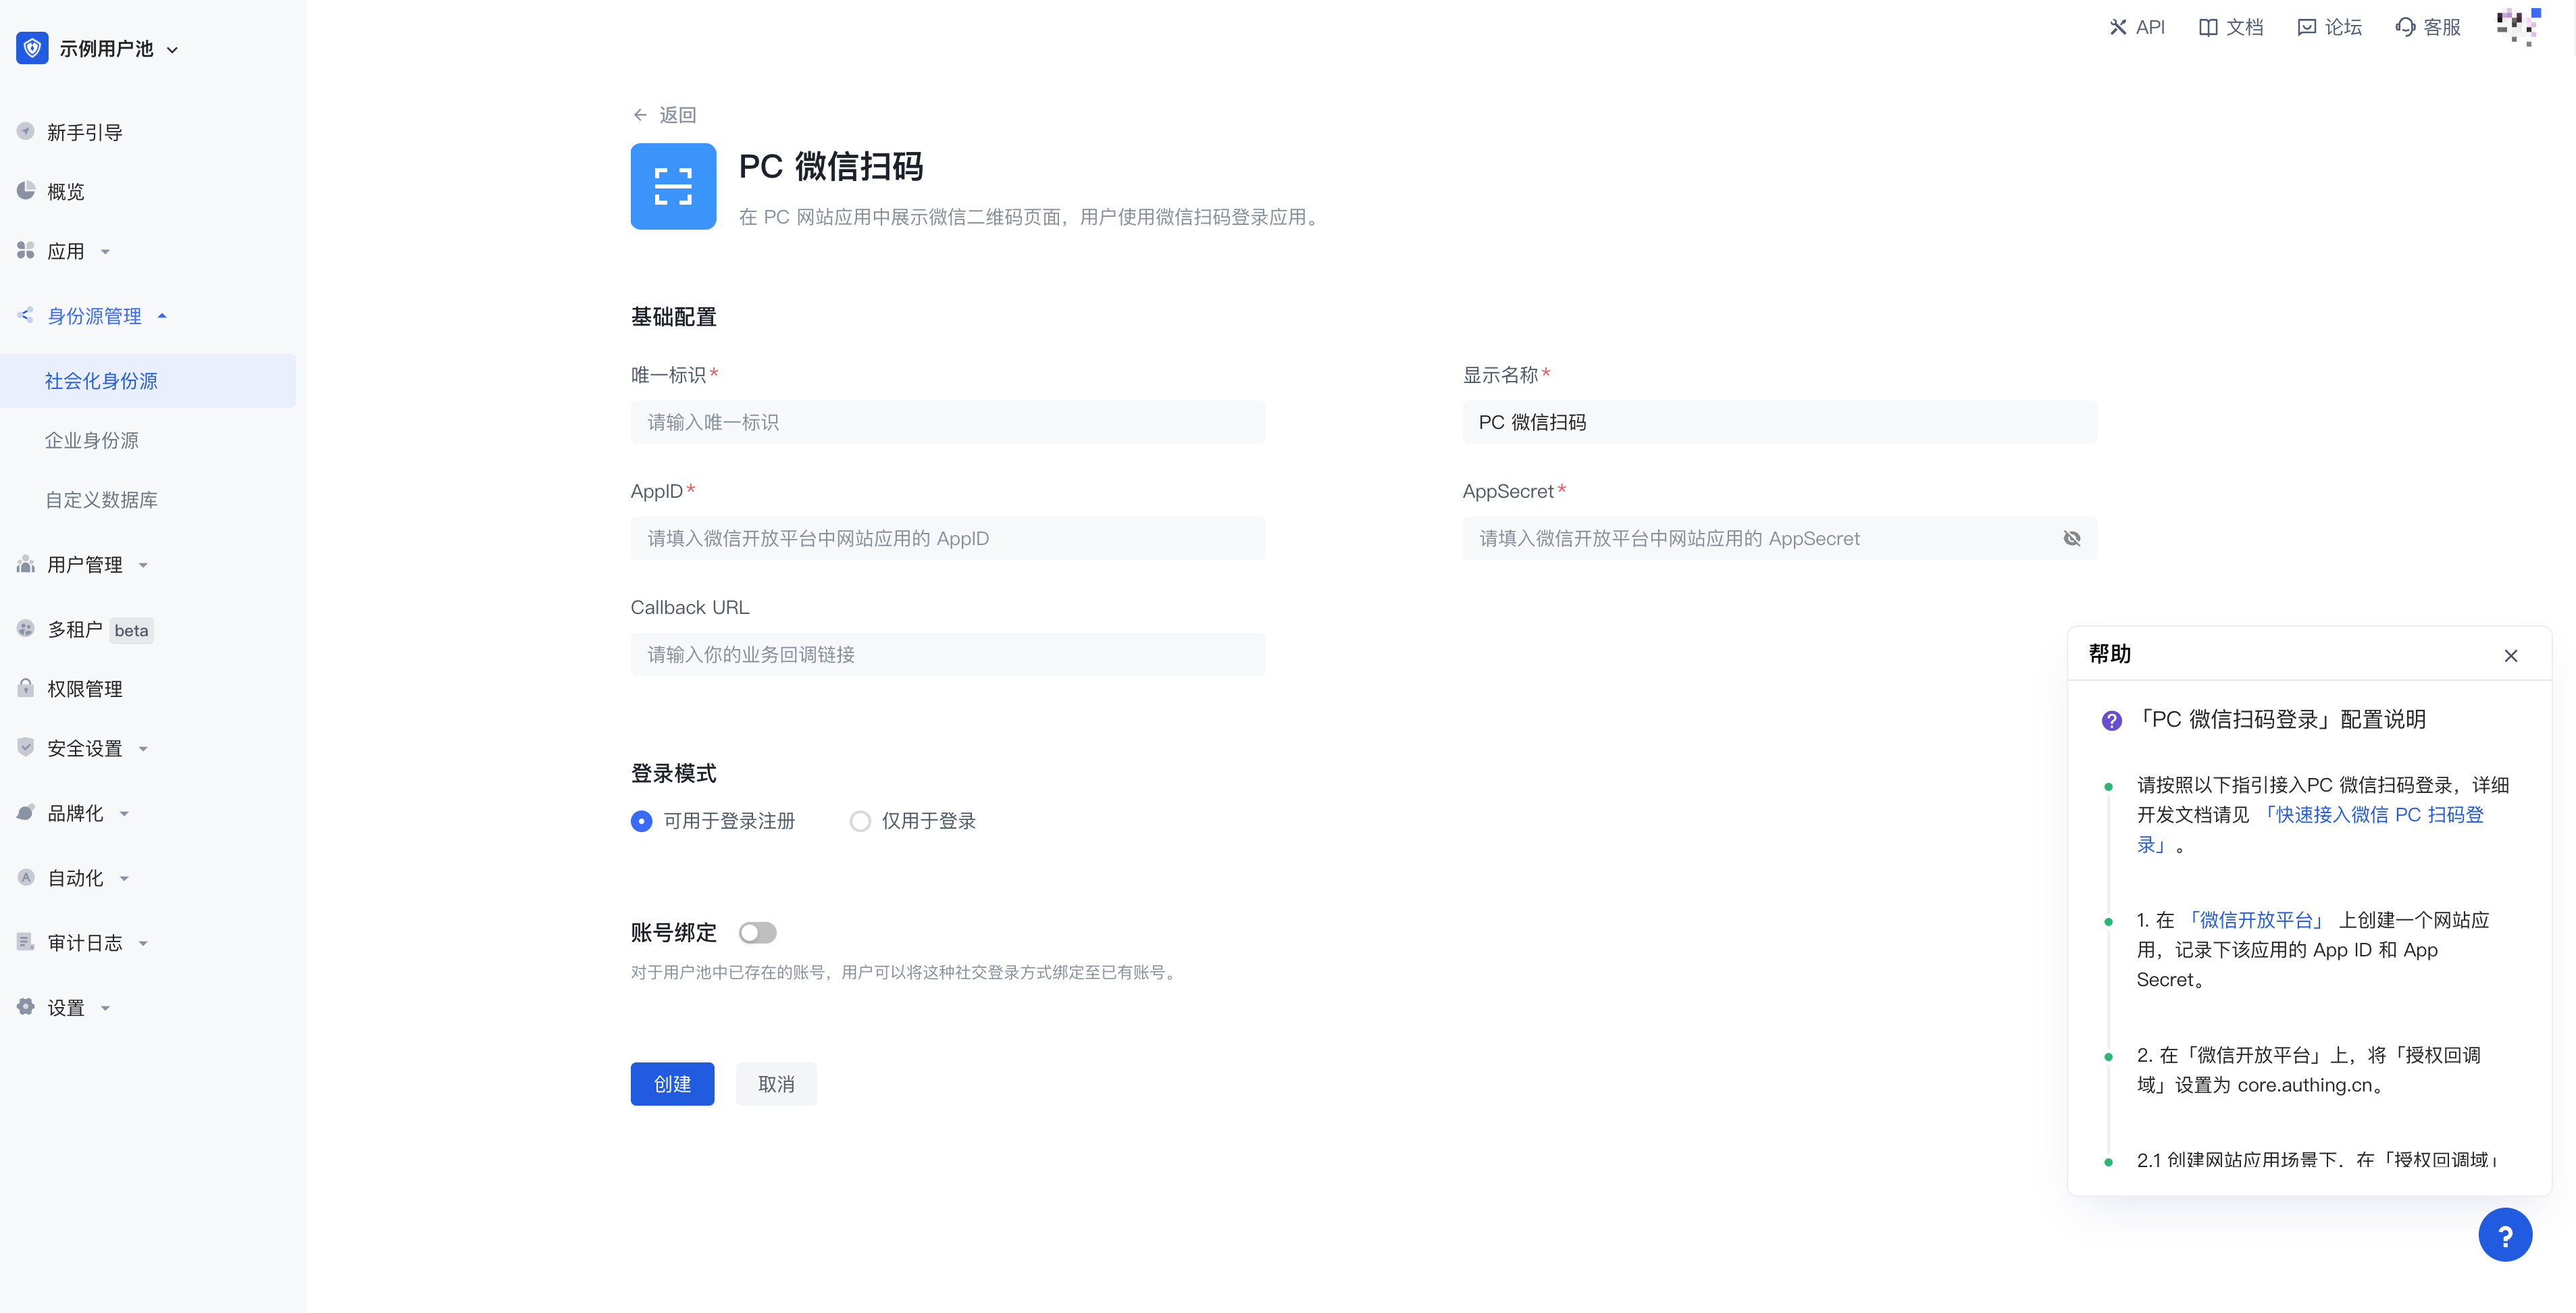 示例用户池
API
文档
论坛
客服
新手引导
概览
应用
身份源管理
社会化身份源
企业身份源
自定义数据库
用户管理
多租户 beta
权限管理
安全设置
品牌化
自动化
审计日志
设置
返回
PC 微信扫码
在 PC 网站应用中展示微信二维码页面，用户使用微信扫码登录应用。
基础配置
唯一标识*
请输入唯一标识
显示名称*
PC 微信扫码
AppID*
请填入微信开放平台中网站应用的 AppID
AppSecret*
请填入微信开放平台中网站应用的 AppSecret
Callback URL
请输入你的业务回调链接
登录模式
可用于登录注册
仅用于登录
账号绑定
对于用户池中已存在的账号，用户可以将这种社交登录方式绑定至已有账号。
创建
取消
帮助
「PC 微信扫码登录」配置说明
请按照以下指引接入PC 微信扫码登录，详细
开发文档请见 「快速接入微信 PC 扫码登
录」 。
1. 在 「微信开放平台」 上创建一个网站应
用，记录下该应用的 App ID 和 App
Secret。
2. 在「微信开放平台」上，将「授权回调
域」设置为 core.authing.cn。
2.1 创建网站应用场景下，在「授权回调域」